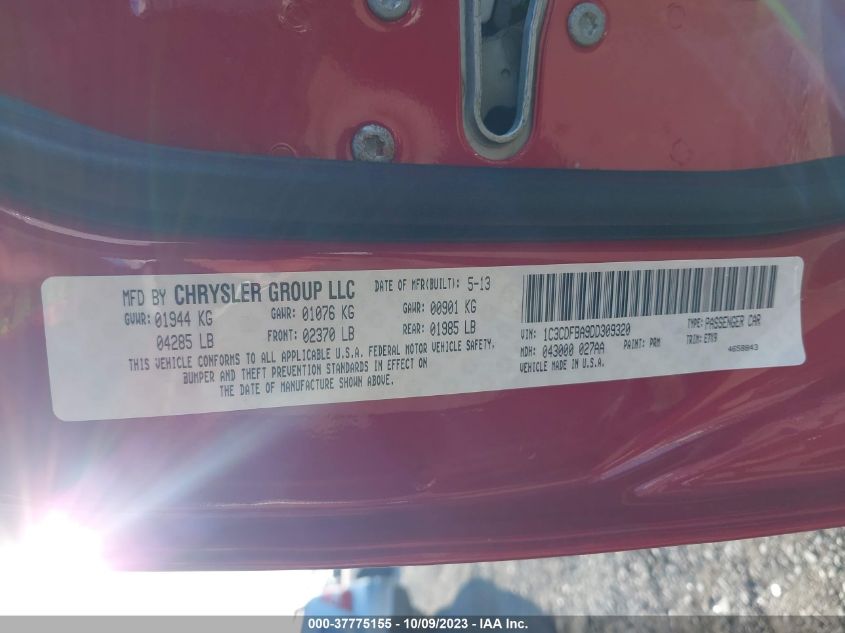 MFD BY CHRYSLER GROUP LLC DATE OF MFR(BUILT): 5-13
GVWR: 01944 KG GAWR: 01076 KG GAWR: 00901 KG
04285 LB FRONT: 02370 LB REAR: 01985 LB
THIS VEHICLE CONFORMS TO ALL APPLICABLE U.S.A. FEDERAL MOTOR VEHICLE SAFETY,
BUMPER AND THEFT PREVENTION STANDARDS IN EFFECT ON
THE DATE OF MANUFACTURE SHOWN ABOVE.
VIN: 1C3CDFBA9DD309320 TYPE: PASSENGER CAR
MDH: 043000 027AA PAINT: PRM TRIM: E7X9
VEHICLE MADE IN U.S.A. 4658843
000-37775155 - 10/09/2023 - IAA Inc.